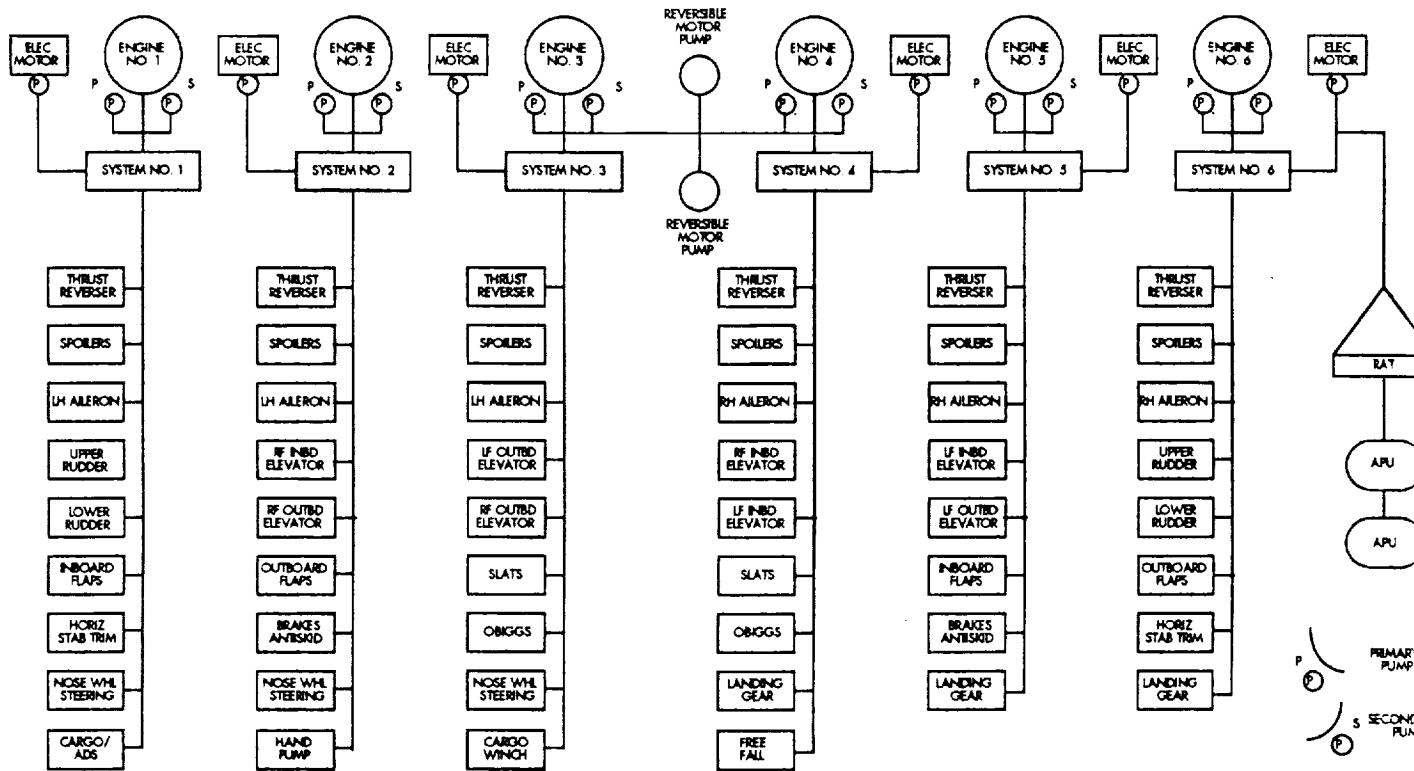 REVERSIBLE
MOTOR
PUMP
ELEC
MOTOR
P
ENGINE
NO. 1
P
S
P
P
ELEC
MOTOR
P
ENGINE
NO. 2
P
S
P
P
ELEC
MOTOR
P
ENGINE
NO. 3
P
S
P
P
ENGINE
NO. 4
P
S
P
P
ELEC
MOTOR
P
ENGINE
NO. 5
P
S
P
P
ELEC
MOTOR
P
ENGINE
NO. 6
P
S
P
P
ELEC
MOTOR
P
SYSTEM NO. 1
SYSTEM NO. 2
SYSTEM NO. 3
SYSTEM NO. 4
SYSTEM NO. 5
SYSTEM NO. 6
REVERSIBLE
MOTOR
PUMP
THRUST
REVERSER
SPOILERS
LH AILERON
UPPER
RUDDER
LOWER
RUDDER
INBOARD
FLAPS
HORIZ
STAB TRIM
NOSE WHL
STEERING
CARGO/
ADS
THRUST
REVERSER
SPOILERS
LH AILERON
RF INBD
ELEVATOR
RF OUTBD
ELEVATOR
OUTBOARD
FLAPS
BRAKES
ANTISKID
NOSE WHL
STEERING
HAND
PUMP
THRUST
REVERSER
SPOILERS
LH AILERON
LF OUTBD
ELEVATOR
RF OUTBD
ELEVATOR
SLATS
OBIGGS
NOSE WHL
STEERING
CARGO
WINCH
THRUST
REVERSER
SPOILERS
RH AILERON
RF INBD
ELEVATOR
LF INBD
ELEVATOR
SLATS
OBIGGS
LANDING
GEAR
FREE
FALL
THRUST
REVERSER
SPOILERS
RH AILERON
LF INBD
ELEVATOR
LF OUTBD
ELEVATOR
INBOARD
FLAPS
BRAKES
ANTISKID
LANDING
GEAR
THRUST
REVERSER
SPOILERS
RH AILERON
UPPER
RUDDER
LOWER
RUDDER
OUTBOARD
FLAPS
HORIZ
STAB TRIM
LANDING
GEAR
RAT
APU
APU
P
P
PRIMARY
PUMP
S
P
SECOND
PUM